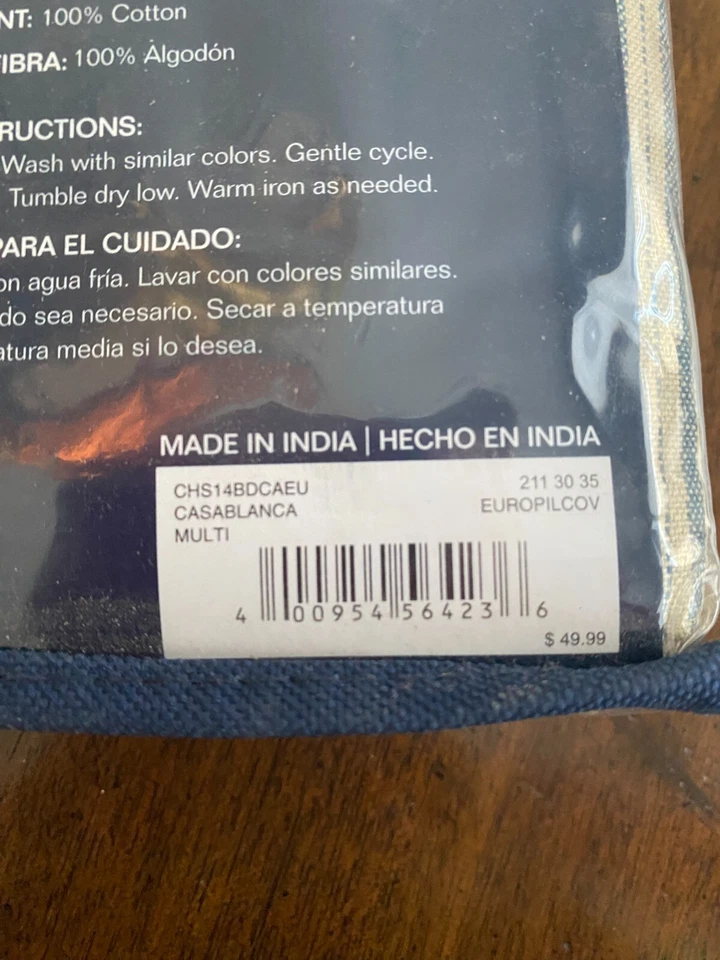 NT: 100% Cotton
IBRA: 100% Algodón
RUCTIONS:
Wash with similar colors. Gentle cycle.
Tumble dry low. Warm iron as needed.
PARA EL CUIDADO:
on agua fría. Lavar con colores similares.
do sea necesario. Secar a temperatura
atura media si lo desea.
MADE IN INDIA | HECHO EN INDIA
CHS14BDCAEU 211 30 35
CASABLANCA EUROPILCOV
MULTI
4 00954 56423 6
$ 49.99